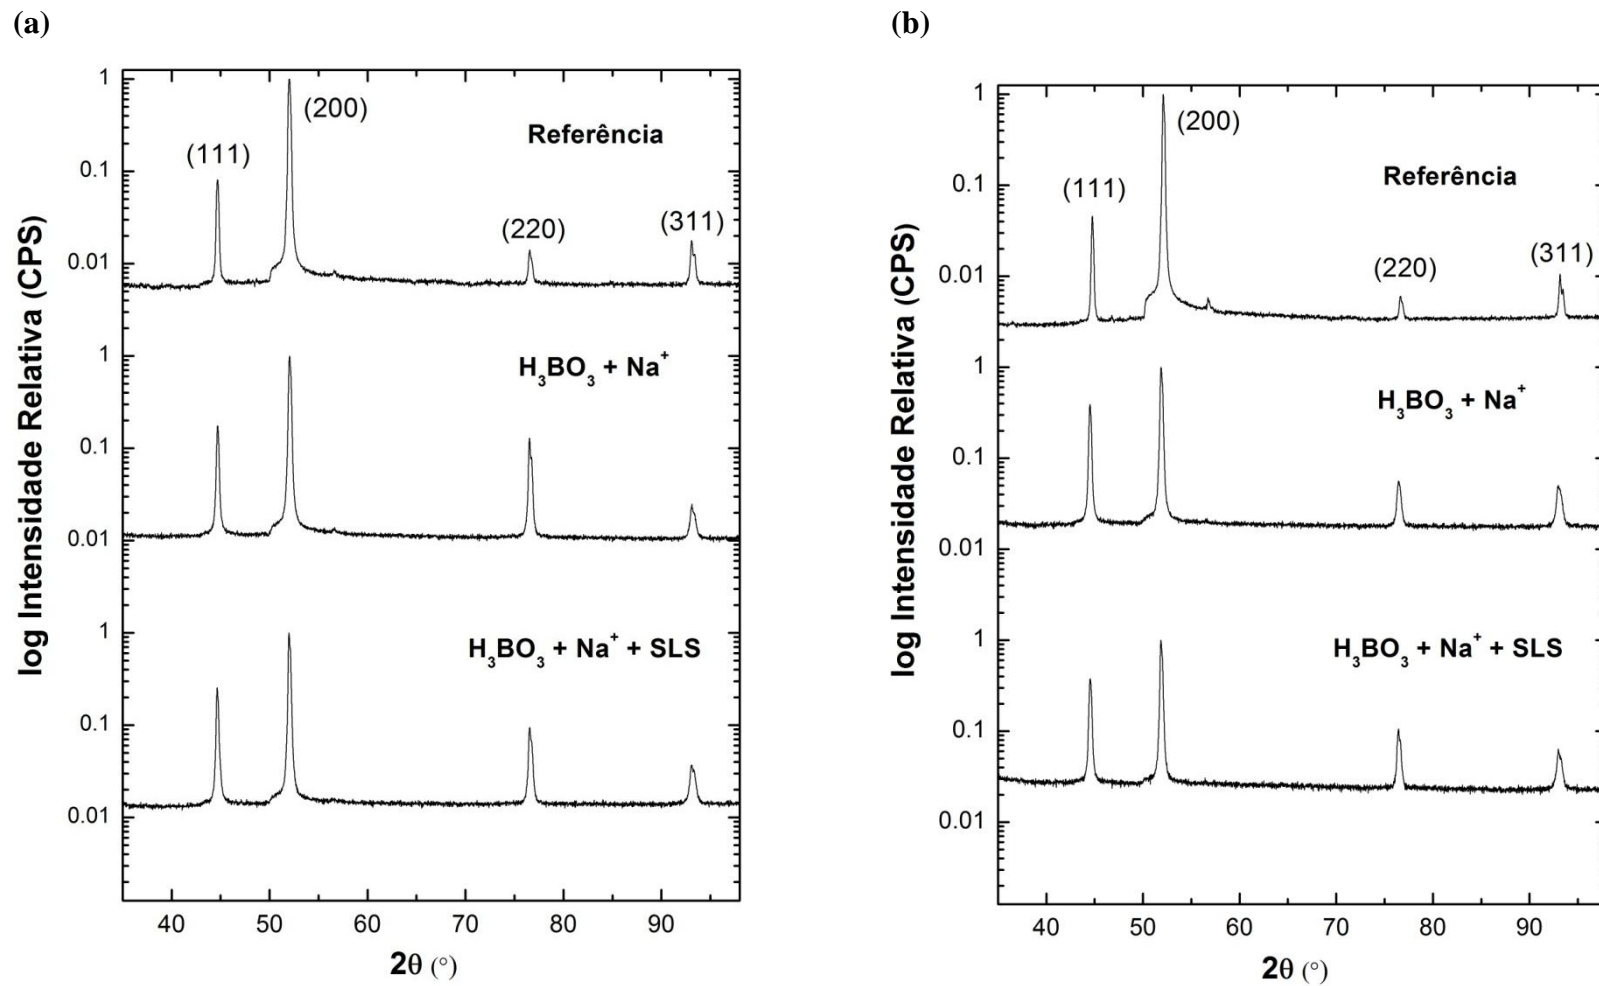 (a)
log Intensidade Relativa (CPS)
1
0.1
0.01
1
0.1
0.01
1
0.1
0.01
(111)
(200)
Referência
(220)
(311)
H₃BO₃ + Na⁺
H₃BO₃ + Na⁺ + SLS
40 50 60 70 80 90
2θ (°)
(b)
log Intensidade Relativa (CPS)
1
0.1
0.01
1
0.1
0.01
1
0.1
0.01
(111)
(200)
Referência
(220)
(311)
H₃BO₃ + Na⁺
H₃BO₃ + Na⁺ + SLS
40 50 60 70 80 90
2θ (°)